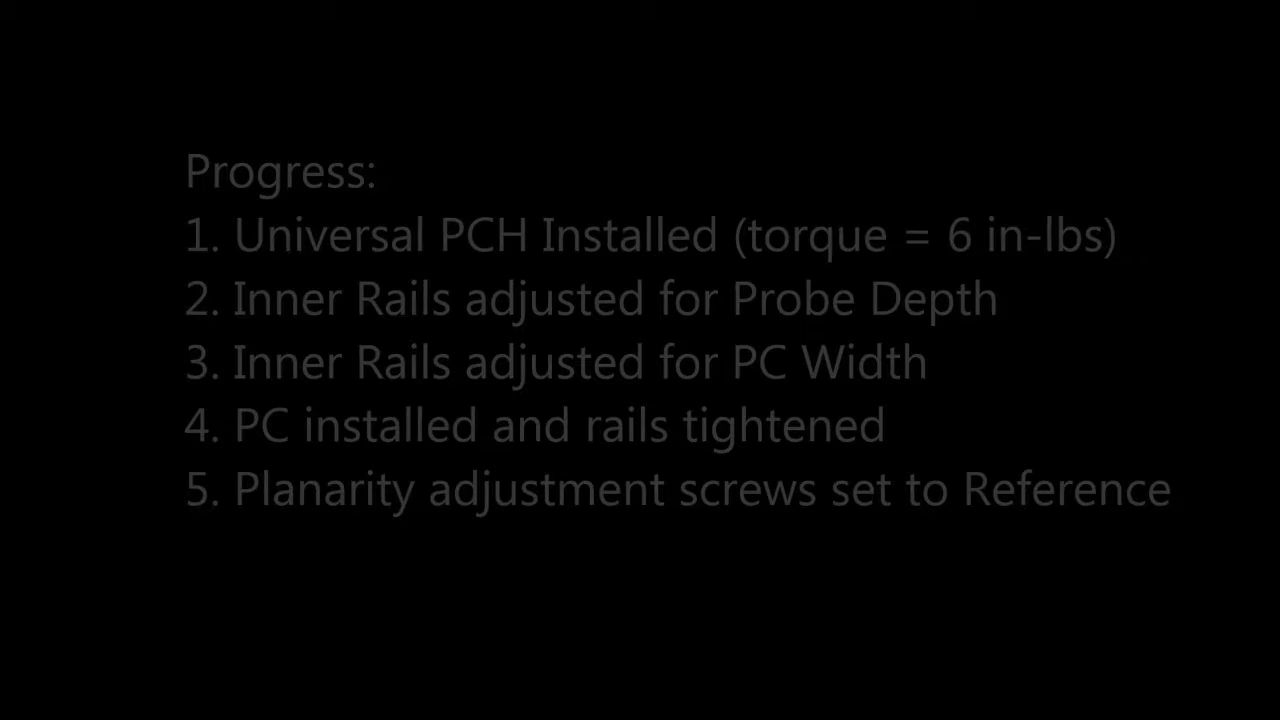 Progress:
1. Universal PCH Installed (torque = 6 in-lbs)
2. Inner Rails adjusted for Probe Depth
3. Inner Rails adjusted for PC Width
4. PC installed and rails tightened
5. Planarity adjustment screws set to Reference